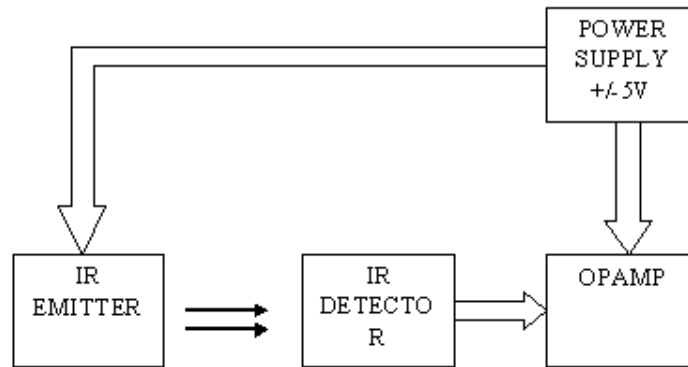 POWER
SUPPLY
+/-5V
IR
EMITTER
IR
DETECTO
R
OPAMP